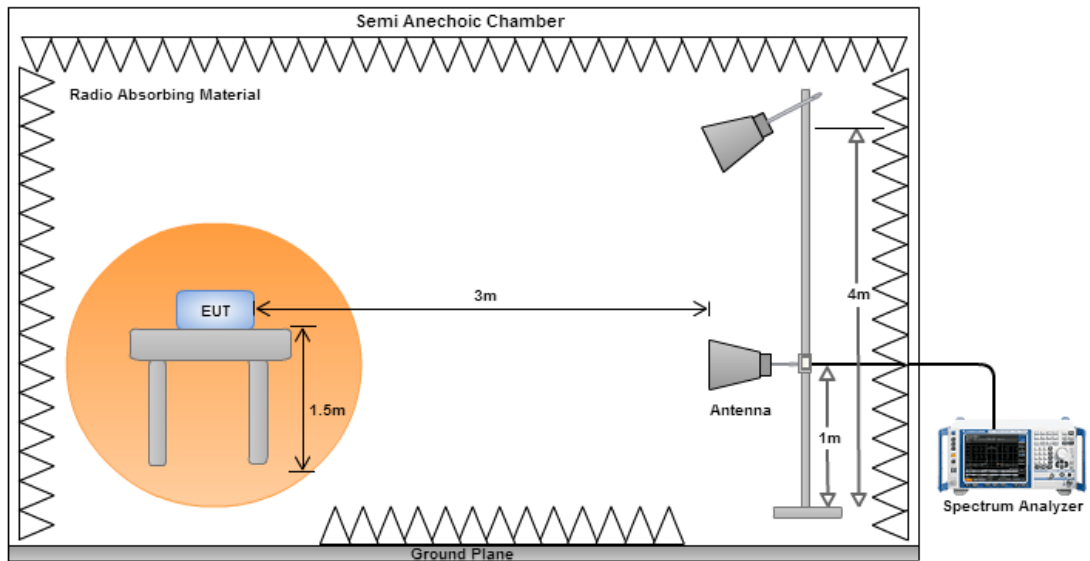 Semi Anechoic Chamber
Radio Absorbing Material
3m
4m
EUT
1.5m
Antenna
1m
Spectrum Analyzer
Ground Plane